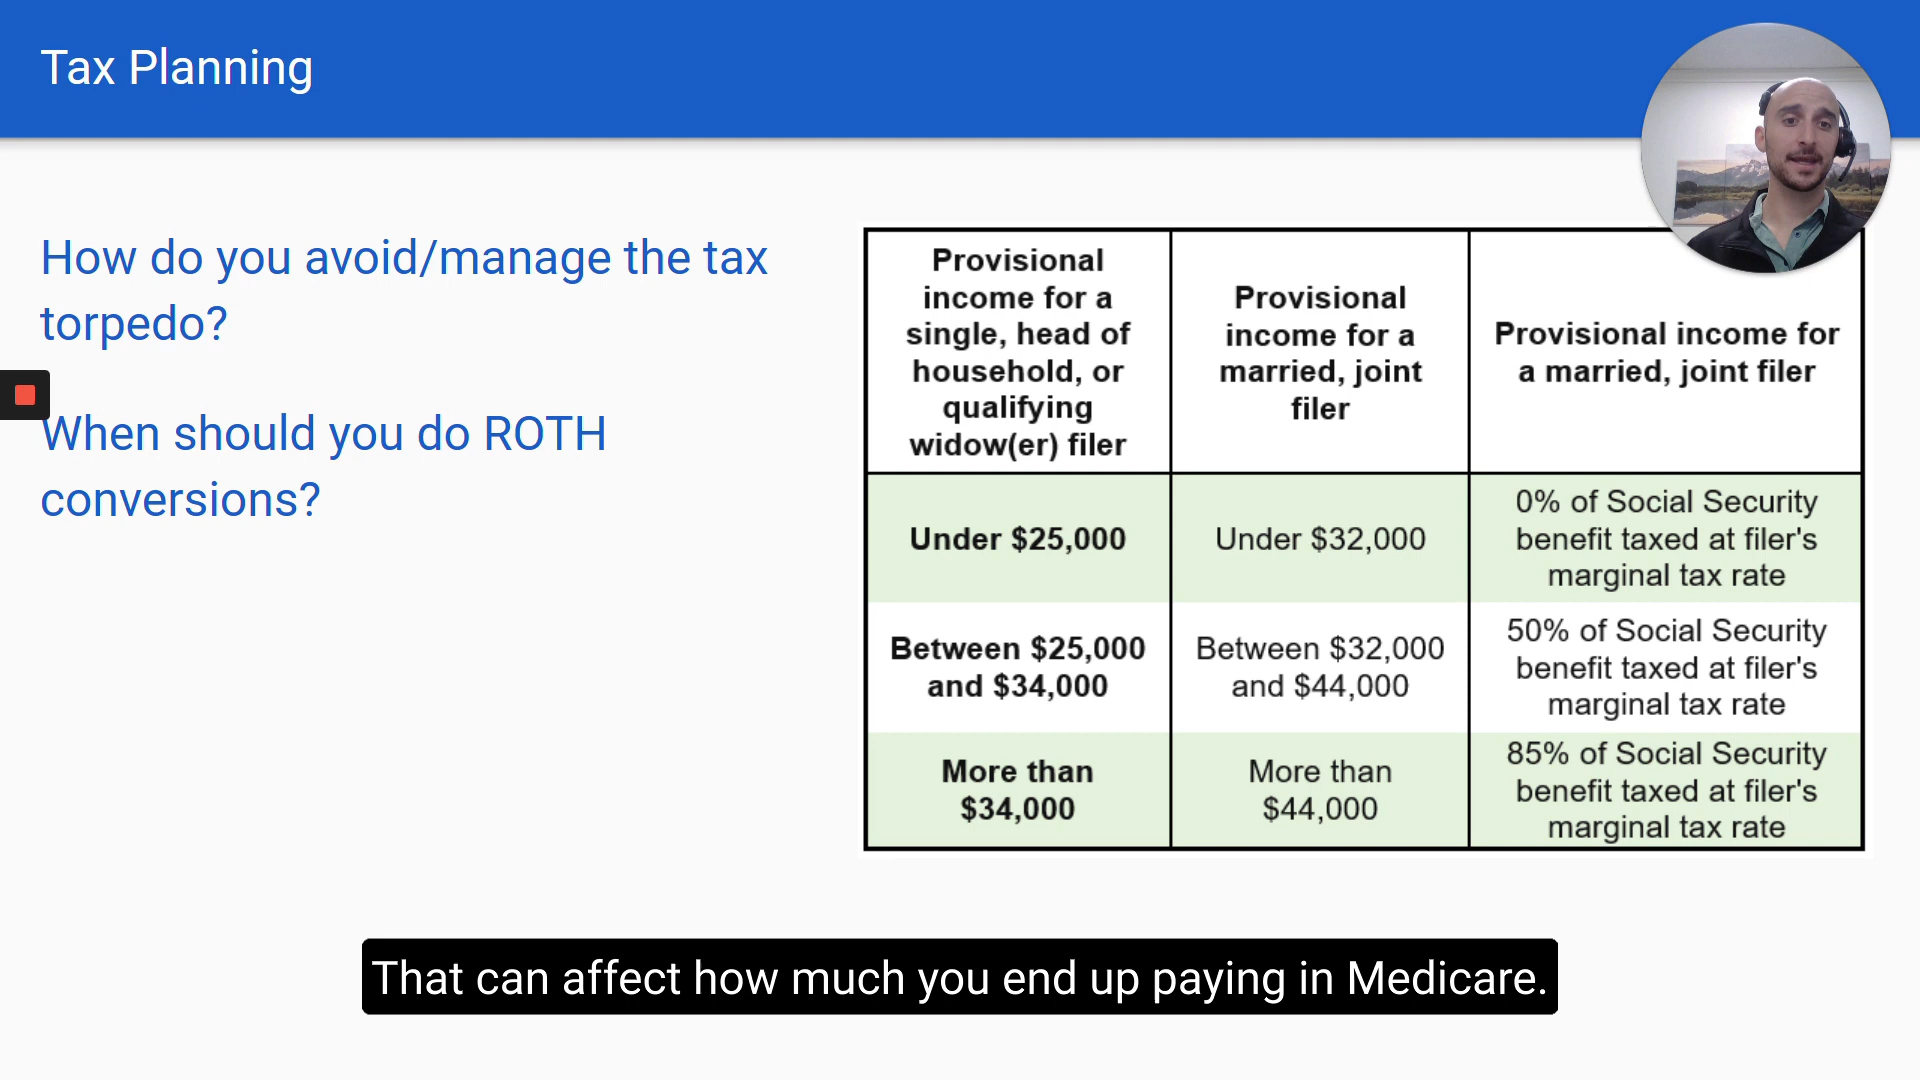 Tax Planning
How do you avoid/manage the tax
torpedo?
When should you do ROTH
conversions?
Provisional
income for a
single, head of
household, or
qualifying
widow(er) filer
Provisional
income for a
married, joint
filer
Provisional income for
a married, joint filer
Under $25,000
Under $32,000
0% of Social Security
benefit taxed at filer's
marginal tax rate
Between $25,000
and $34,000
Between $32,000
and $44,000
50% of Social Security
benefit taxed at filer's
marginal tax rate
More than
$34,000
More than
$44,000
85% of Social Security
benefit taxed at filer's
marginal tax rate
That can affect how much you end up paying in Medicare.